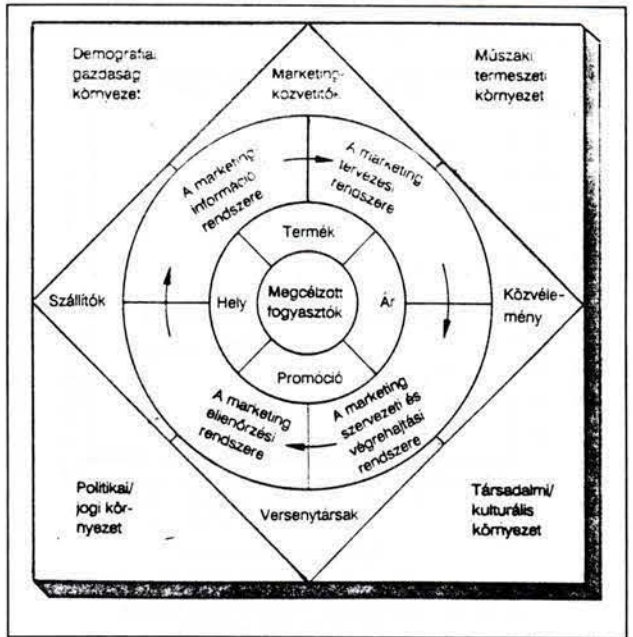 Demográfiai
gazdaság
környezet
Marketing-
közvetítők
Műszaki
természeti
környezet
A marketing
információ
rendszere
A marketing
tervezési
rendszere
Termék
Szállítók
Hely
Megcélzott
fogyasztók
Ár
Közvéle-
mény
Promóció
A marketing
ellenőrzési
rendszere
A marketing
szervezeti és
végrehajtási
rendszere
Politikai/
jogi kör-
nyezet
Versenytársak
Társadalmi/
kulturális
környezet